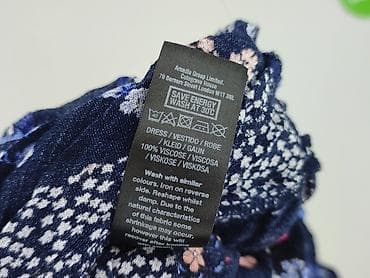 Arcadia Group Limited,
Colegrave House
70 Berners Street London W1T 3NL
SAVE ENERGY
WASH AT 30°C
DRESS / VESTIDO / ROBE
/ KLEID / GAUN
100% VISCOSE / VISCOSA
/ VISKOSE / VISKOSA
Wash with similar
colours. Iron on reverse
side. Reshape whilst
damp. Due to the
natural characteristics
of this fabric some
shrinkage may occur,
however this will
recover after